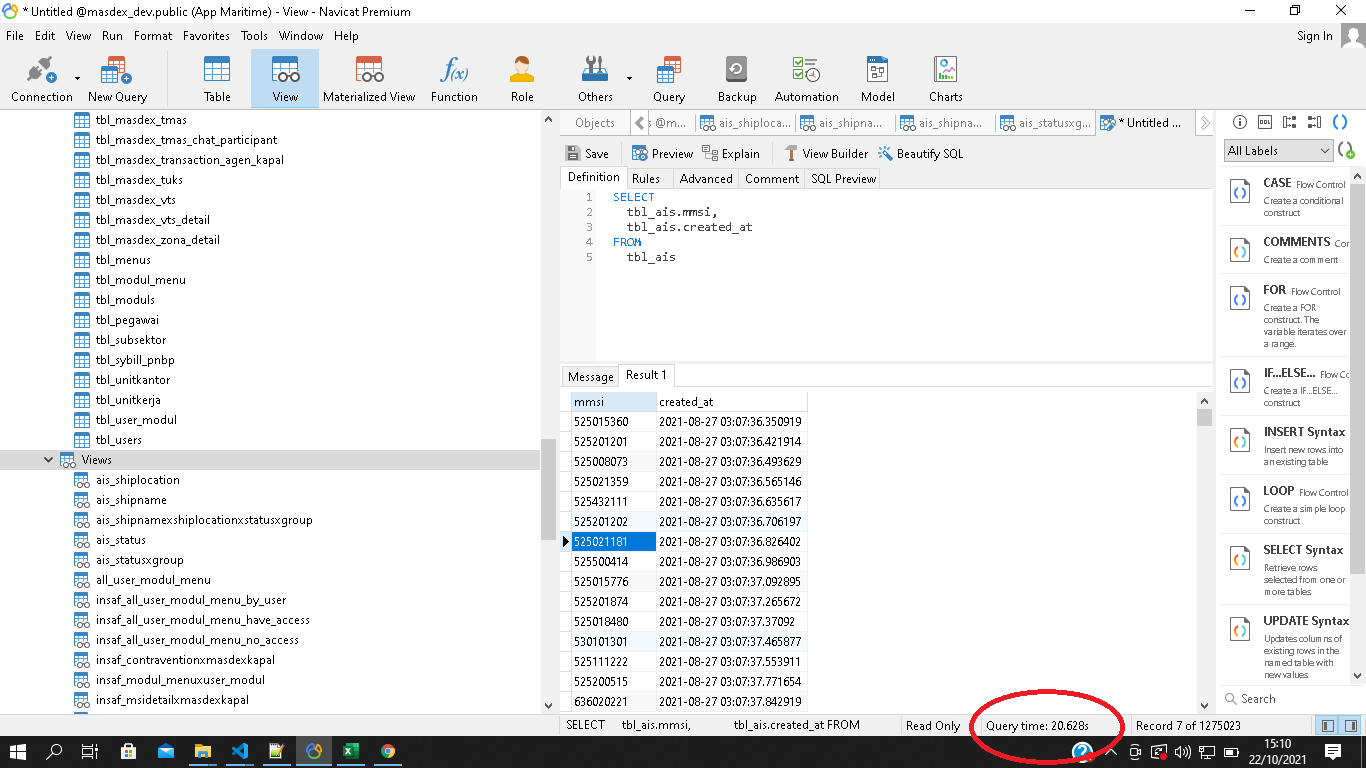 * Untitled @masdex_dev.public (App Maritime) - View - Navicat Premium
File Edit View Run Format Favorites Tools Window Help
Sign In
Connection New Query Table View Materialized View Function Role Others Query Backup Automation Model Charts
tbl_masdex_tmas
tbl_masdex_tmas_chat_participant
tbl_masdex_transaction_agen_kapal
tbl_masdex_tuks
tbl_masdex_vts
tbl_masdex_vts_detail
tbl_masdex_zona_detail
tbl_menus
tbl_modul_menu
tbl_moduls
tbl_pegawai
tbl_subsektor
tbl_sybill_pnbp
tbl_unitkantor
tbl_unitkerja
tbl_user_modul
tbl_users
Views
ais_shiplocation
ais_shipname
ais_shipnamexshiplocationxstatusxgroup
ais_status
ais_statusxgroup
all_user_modul_menu
insaf_all_user_modul_menu_by_user
insaf_all_user_modul_menu_have_access
insaf_all_user_modul_menu_no_access
insaf_contraventionxmasdexkapal
insaf_modul_menuxuser_modul
insaf_msidetailxmasdexkapal
Objects s @m... ais_shiploca... ais_shipna... ais_shipna... ais_statusxg... * Untitled ...
Save Preview Explain View Builder Beautify SQL
Definition Rules Advanced Comment SQL Preview
1 SELECT
2 tbl_ais.mmsi,
3 tbl_ais.created_at
4 FROM
5 tbl_ais
Message Result 1
mmsi created_at
525015360 2021-08-27 03:07:36.350919
525201201 2021-08-27 03:07:36.421914
525008073 2021-08-27 03:07:36.493629
525021359 2021-08-27 03:07:36.565146
525432111 2021-08-27 03:07:36.635617
525201202 2021-08-27 03:07:36.706197
525021181 2021-08-27 03:07:36.826402
525500414 2021-08-27 03:07:36.986903
525015776 2021-08-27 03:07:37.092895
525201874 2021-08-27 03:07:37.265672
525018480 2021-08-27 03:07:37.37092
530101301 2021-08-27 03:07:37.465877
525111222 2021-08-27 03:07:37.553911
525200515 2021-08-27 03:07:37.771654
636020221 2021-08-27 03:07:37.842919
SELECT tbl_ais.mmsi, tbl_ais.created_at FROM
Read Only
Query time: 20.628s
Record 7 of 1275023
All Labels
CASE Flow Control
Create a conditional
construct
COMMENTS Con
Create a comment
FOR Flow Control
Create a FOR
construct. The
variable iterates over
a range.
IF...ELSE... Flow Cc
Create a IF...ELSE...
construct
INSERT Syntax
Insert new rows into
an existing table
LOOP Flow Control
Create a simple loop
construct
SELECT Syntax
Retrieve rows
selected from one or
more tables
UPDATE Syntax
Updates columns of
existing rows in the
named table with
new values
Search
15:10
22/10/2021